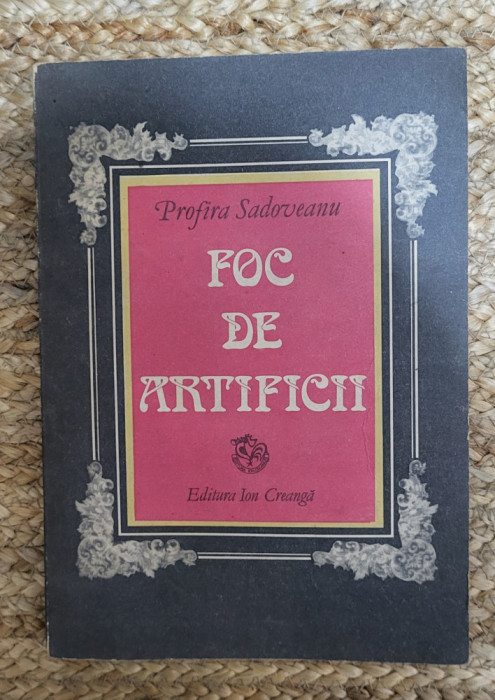 Profira Sadoveanu
FOC
DE
ARTIFICII
Editura Ion Creangă